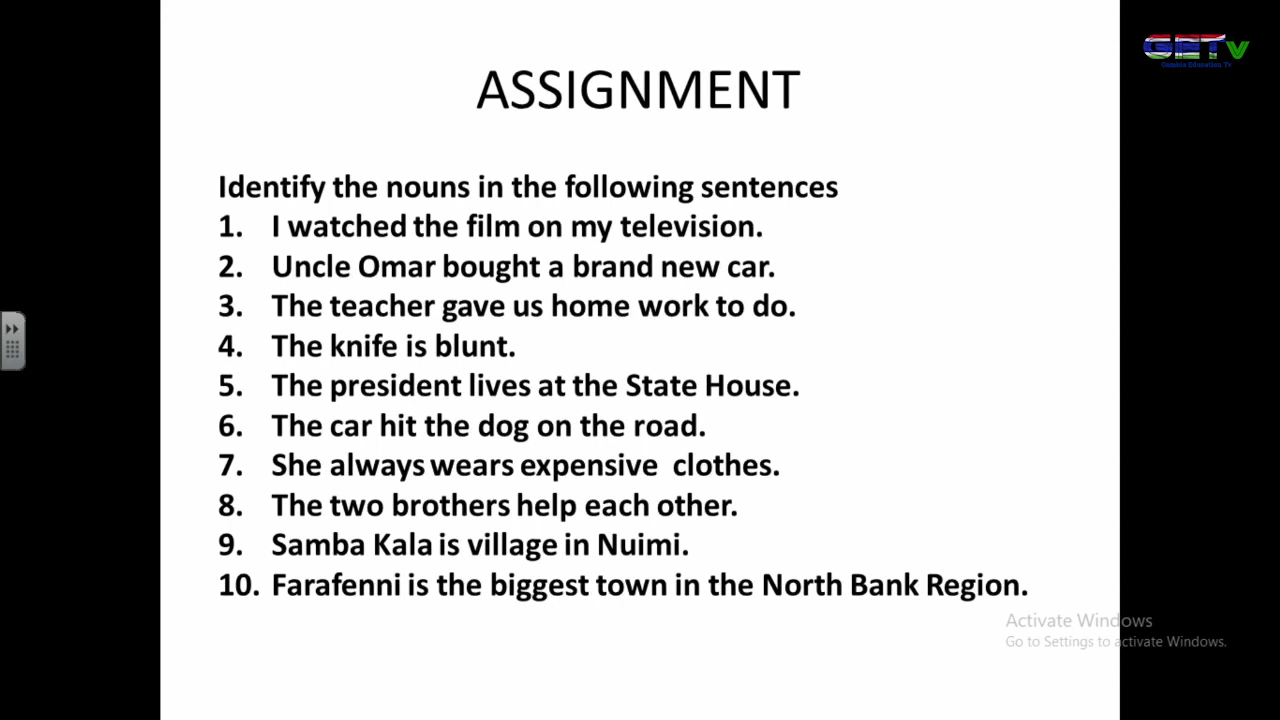 GETv
Gambia Education Tv
ASSIGNMENT
Identify the nouns in the following sentences
1. I watched the film on my television.
2. Uncle Omar bought a brand new car.
3. The teacher gave us home work to do.
4. The knife is blunt.
5. The president lives at the State House.
6. The car hit the dog on the road.
7. She always wears expensive  clothes.
8. The two brothers help each other.
9. Samba Kala is village in Nuimi.
10. Farafenni is the biggest town in the North Bank Region.
Activate Windows
Go to Settings to activate Windows.